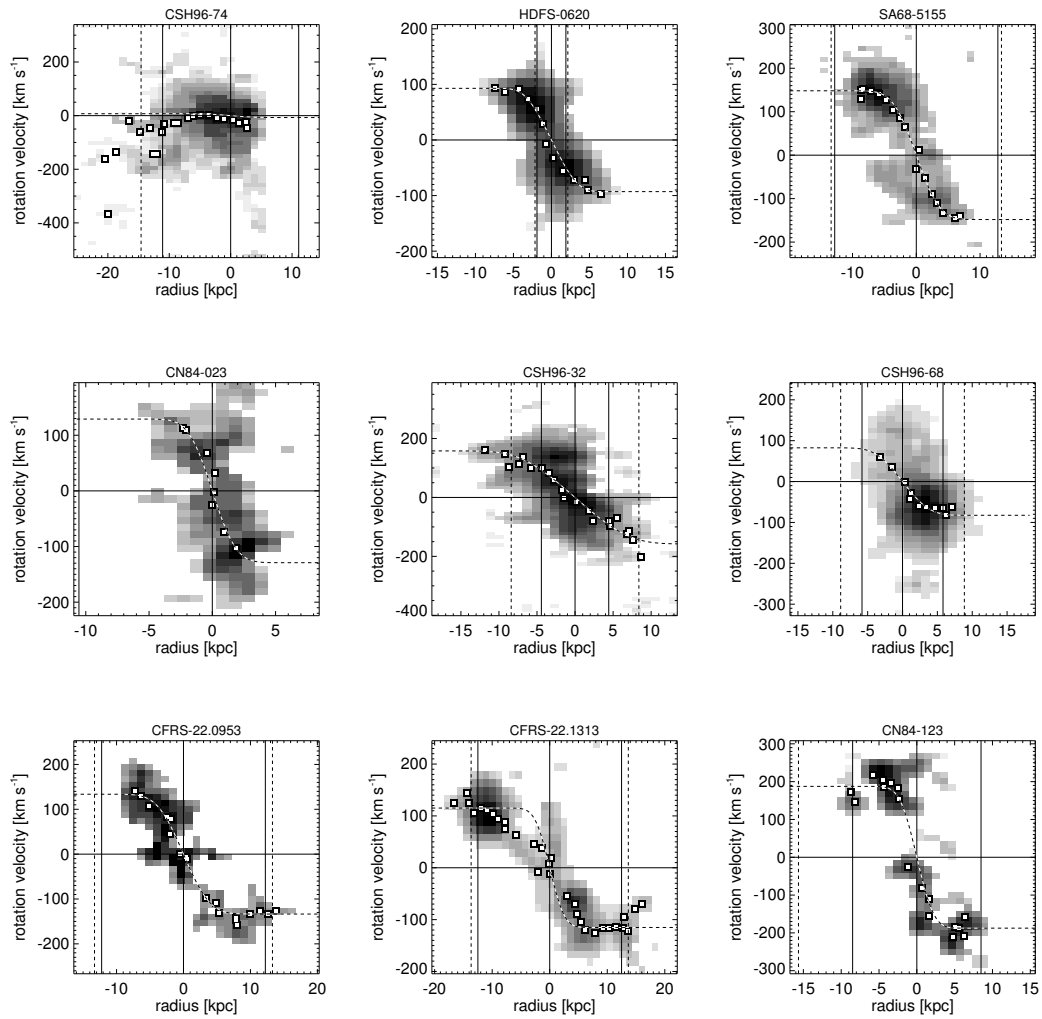 CSH96-74
rotation velocity [km s⁻¹]
200
0
-200
-400
-20 -10 0 10
radius [kpc]
HDFS-0620
rotation velocity [km s⁻¹]
200
100
0
-100
-200
-15 -10 -5 0 5 10 15
radius [kpc]
SA68-5155
rotation velocity [km s⁻¹]
200
100
0
-100
-200
-10 0 10
radius [kpc]
CN84-023
rotation velocity [km s⁻¹]
100
0
-100
-200
-10 -5 0 5
radius [kpc]
CSH96-32
rotation velocity [km s⁻¹]
200
0
-200
-400
-15 -10 -5 0 5 10
radius [kpc]
CSH96-68
rotation velocity [km s⁻¹]
200
100
0
-100
-200
-300
-15 -10 -5 0 5 10 15
radius [kpc]
CFRS-22.0953
rotation velocity [km s⁻¹]
200
100
0
-100
-200
-10 0 10 20
radius [kpc]
CFRS-22.1313
rotation velocity [km s⁻¹]
200
100
0
-100
-200
-20 -10 0 10 20
radius [kpc]
CN84-123
rotation velocity [km s⁻¹]
300
200
100
0
-100
-200
-300
-15 -10 -5 0 5 10 15
radius [kpc]